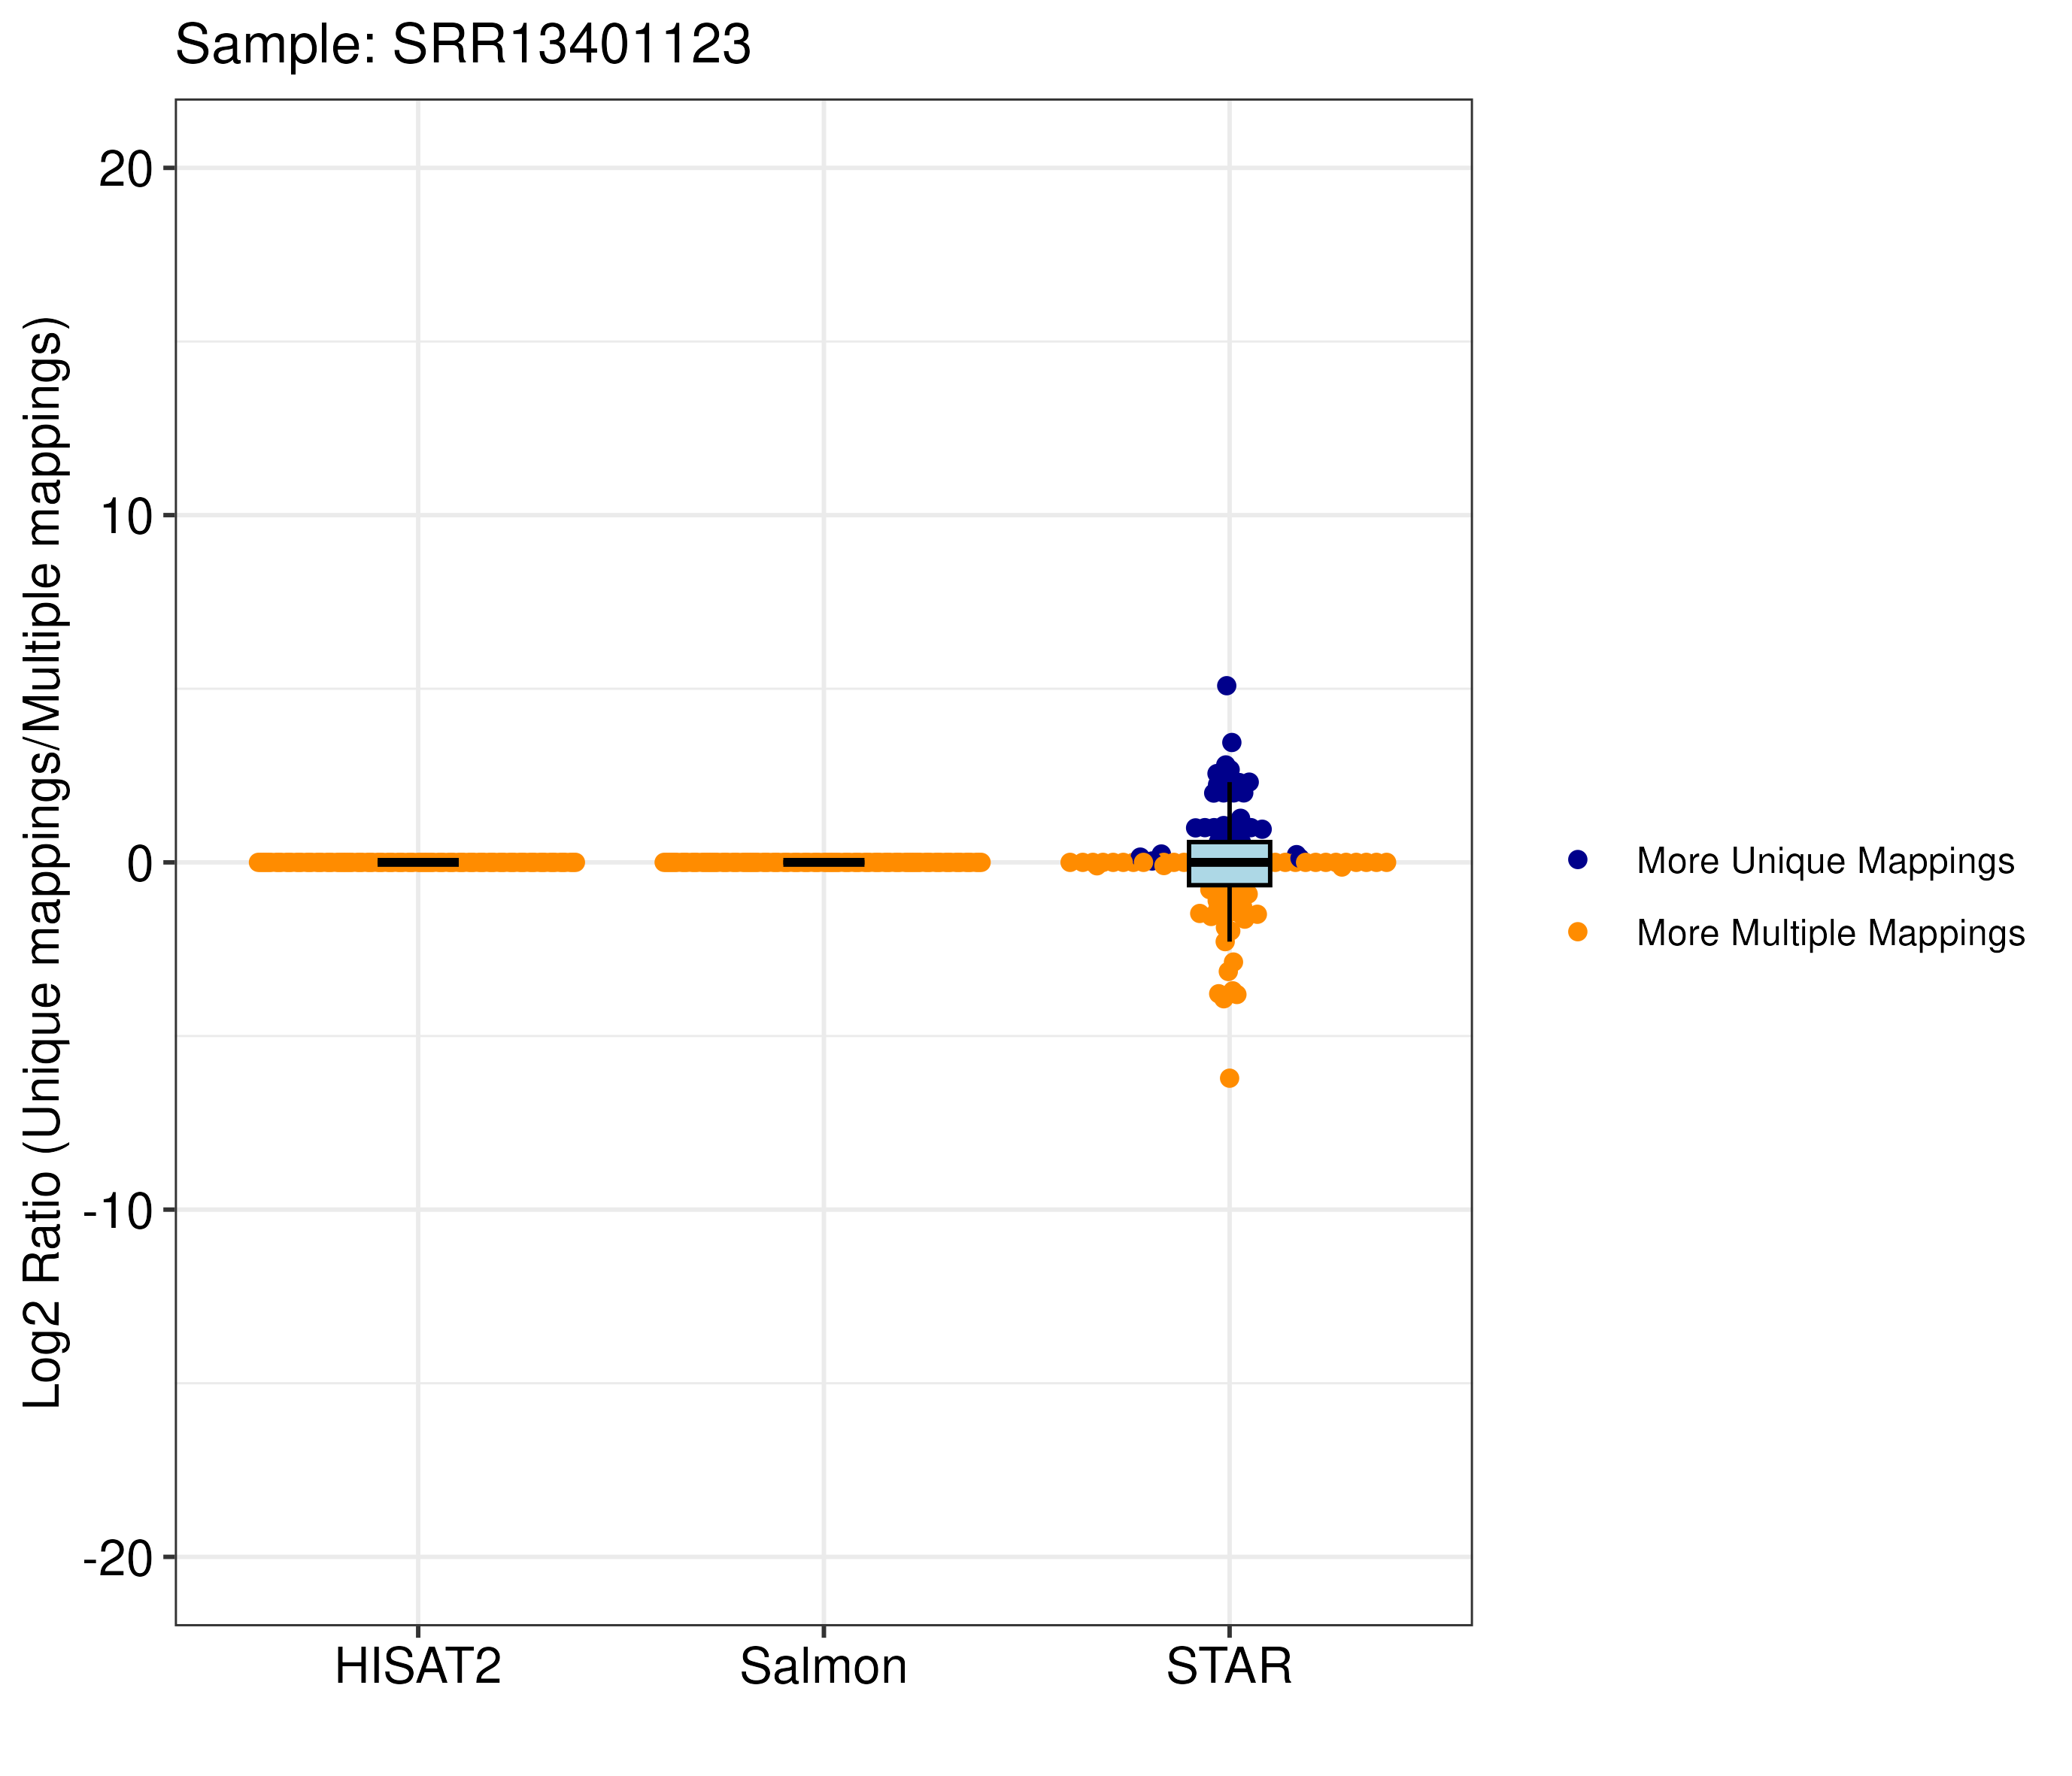 Sample: SRR13401123
Log2 Ratio (Unique mappings/Multiple mappings)
20
10
0
-10
-20
HISAT2
Salmon
STAR
More Unique Mappings
More Multiple Mappings